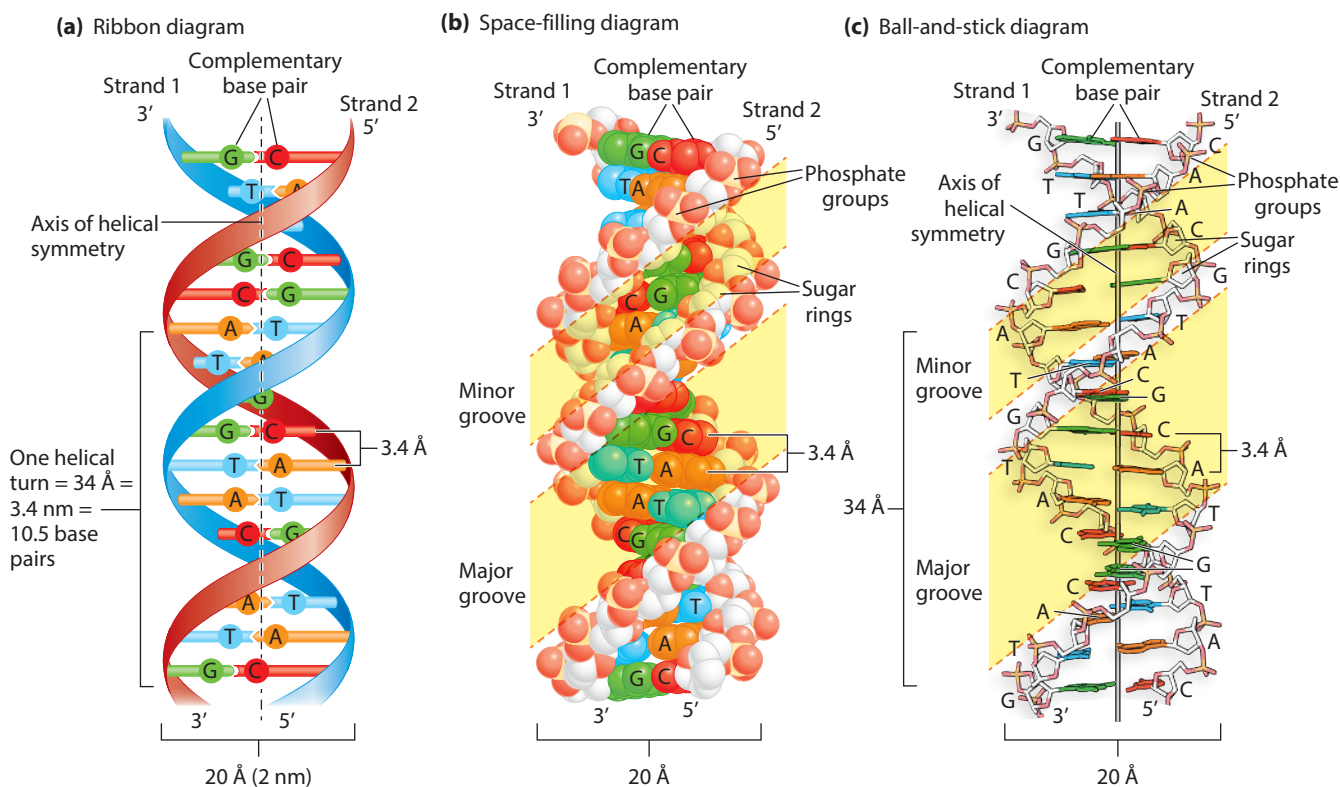 (a) Ribbon diagram
Complementary
base pair
Strand 1
3′
Strand 2
5′
G C
T A
Axis of helical
symmetry
G C
C G
A T
T A
G
G C
3.4 Å
T A
A T
C G
One helical
turn = 34 Å =
3.4 nm =
10.5 base
pairs
A T
T A
G C
3′ 5′
20 Å (2 nm)
(b) Space-filling diagram
Complementary
base pair
Strand 1
3′
Strand 2
5′
G C
T A
Phosphate
groups
C G
A
Sugar
rings
Minor
groove
G C
T A
3.4 Å
A T
C G
Major
groove
T
A
G C
3′ 5′
20 Å
(c) Ball-and-stick diagram
Complementary
base pair
Strand 1
3′
Strand 2
5′
G C
T A
T A
Axis of
helical
symmetry
Phosphate
groups
G C
Sugar
rings
C G
A T
T A
C
G
Minor
groove
G C
3.4 Å
T A
A T
34 Å
C G
Major
groove
C
A T
T A
G C
3′ 5′
20 Å